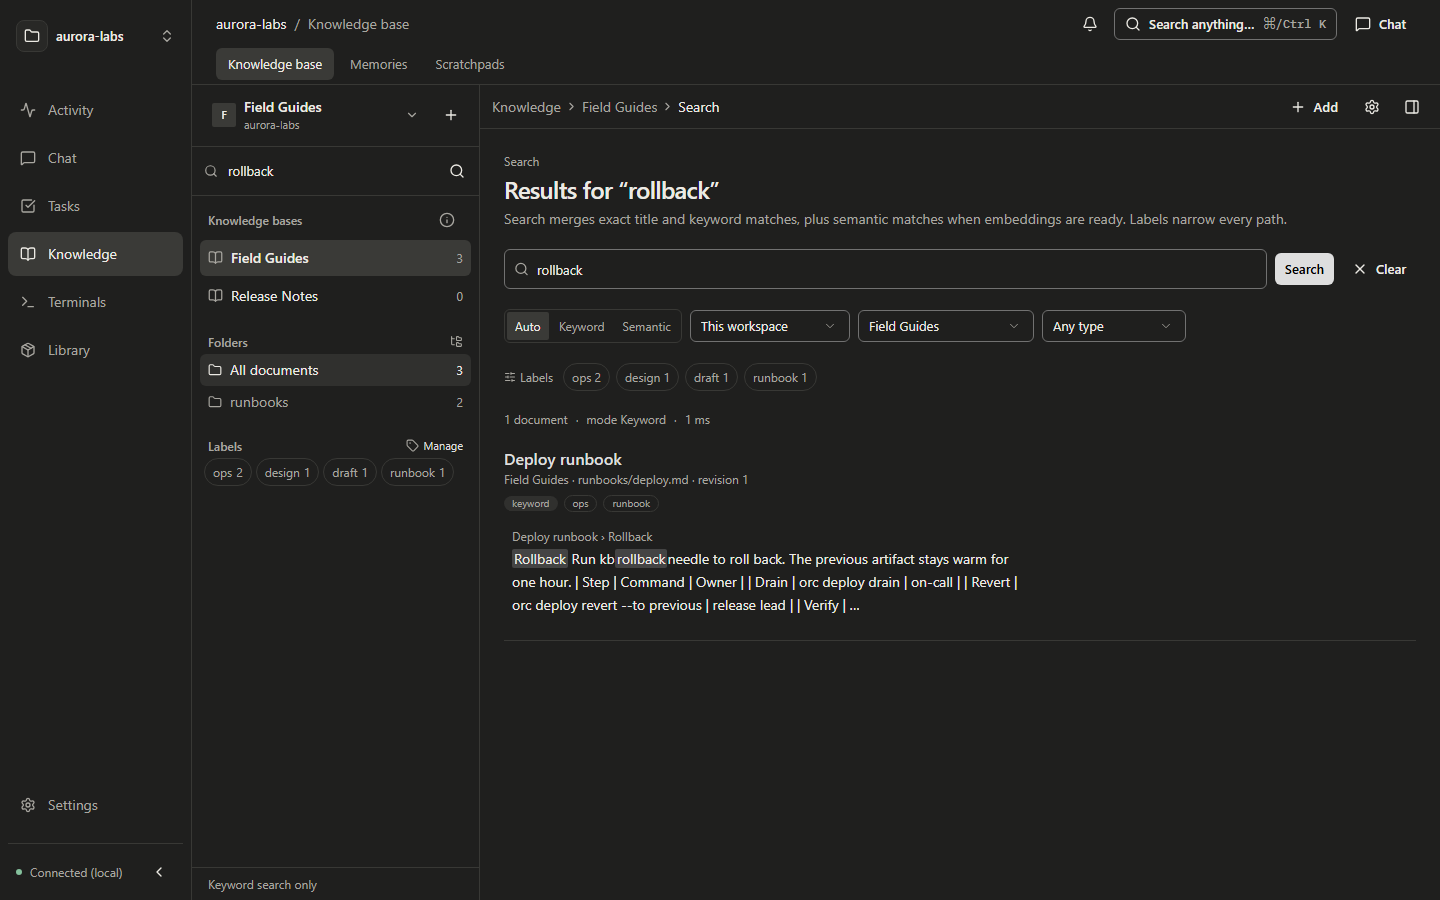 aurora-labs
Activity
Chat
Tasks
Knowledge
Terminals
Library
Settings
Connected (local)
aurora-labs / Knowledge base
Search anything... ⌘/Ctrl K
Chat
Knowledge base
Memories
Scratchpads
F
Field Guides
aurora-labs
rollback
Knowledge bases
Field Guides 3
Release Notes 0
Folders
All documents 3
runbooks 2
Labels
Manage
ops 2
design 1
draft 1
runbook 1
Keyword search only
Knowledge > Field Guides > Search
Add
Search
Results for “rollback”
Search merges exact title and keyword matches, plus semantic matches when embeddings are ready. Labels narrow every path.
rollback
Search
Clear
Auto
Keyword
Semantic
This workspace
Field Guides
Any type
Labels
ops 2
design 1
draft 1
runbook 1
1 document · mode Keyword · 1 ms
Deploy runbook
Field Guides · runbooks/deploy.md · revision 1
keyword
ops
runbook
Deploy runbook › Rollback
Rollback Run kbrollbackneedle to roll back. The previous artifact stays warm for
one hour. | Step | Command | Owner | | Drain | orc deploy drain | on-call | | Revert |
orc deploy revert --to previous | release lead | | Verify | ...